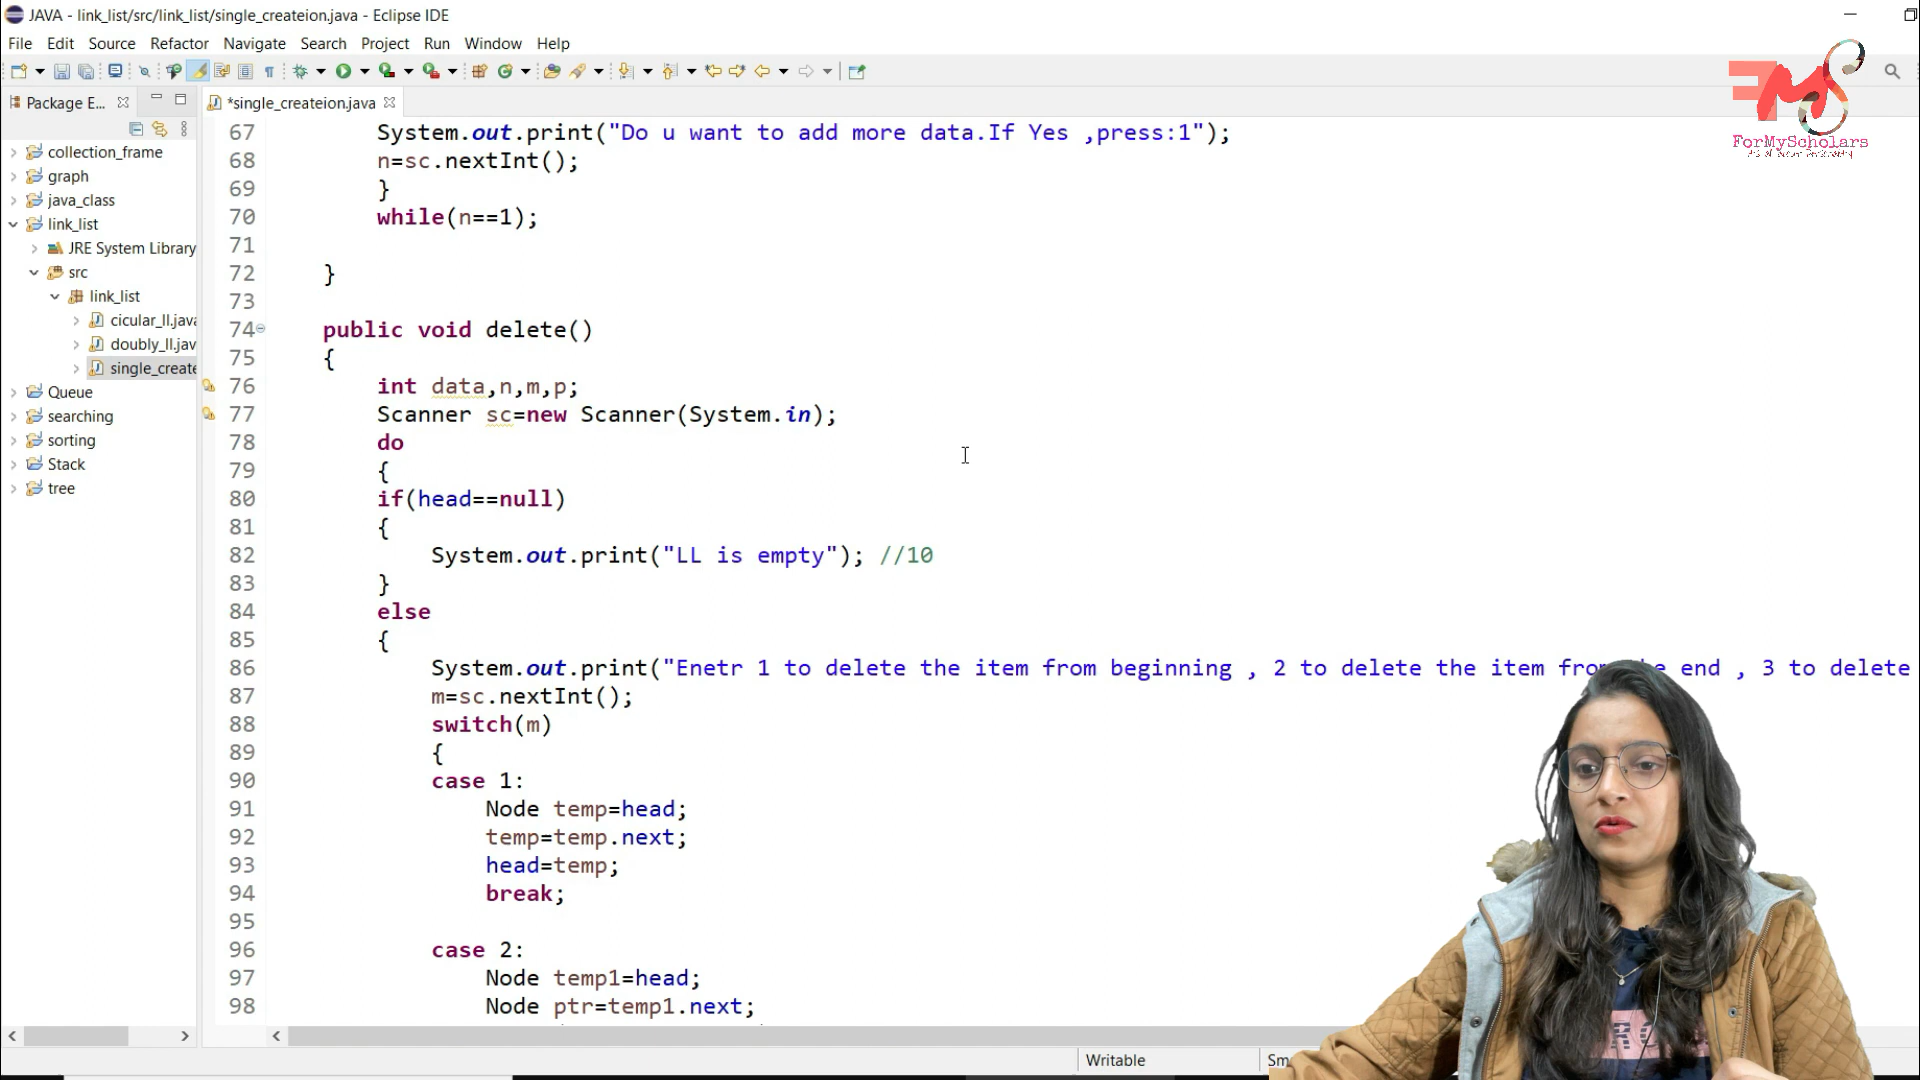 JAVA - link_list/src/link_list/single_createion.java - Eclipse IDE
File Edit Source Refactor Navigate Search Project Run Window Help
Package E...
*single_createion.java
collection_frame
graph
java_class
link_list
JRE System Library
src
link_list
cicular_ll.java
doubly_ll.jav
single_create
Queue
searching
sorting
Stack
tree
67 System.out.print("Do u want to add more data.If Yes ,press:1");
68 n=sc.nextInt();
69 }
70 while(n==1);
71
72 }
73
74 public void delete()
75 {
76 int data,n,m,p;
77 Scanner sc=new Scanner(System.in);
78 do
79 {
80 if(head==null)
81 {
82 System.out.print("LL is empty"); //10
83 }
84 else
85 {
86 System.out.print("Enetr 1 to delete the item from beginning , 2 to delete the item end , 3 to delete
87 m=sc.nextInt();
88 switch(m)
89 {
90 case 1:
91 Node temp=head;
92 temp=temp.next;
93 head=temp;
94 break;
95
96 case 2:
97 Node temp1=head;
98 Node ptr=temp1.next;
Writable
FMS
ForMyScholars